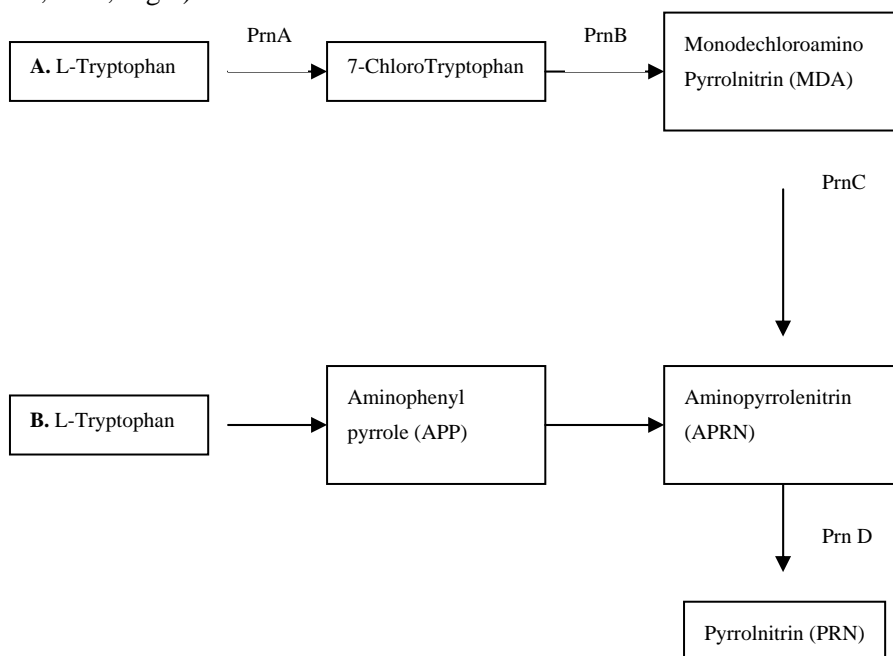 PrnA
PrnB
A. L-Tryptophan
7-ChloroTryptophan
Monodechloroamino
Pyrrolnitrin (MDA)
PrnC
B. L-Tryptophan
Aminophenyl
pyrrole (APP)
Aminopyrrolenitrin
(APRN)
Prn D
Pyrrolnitrin (PRN)